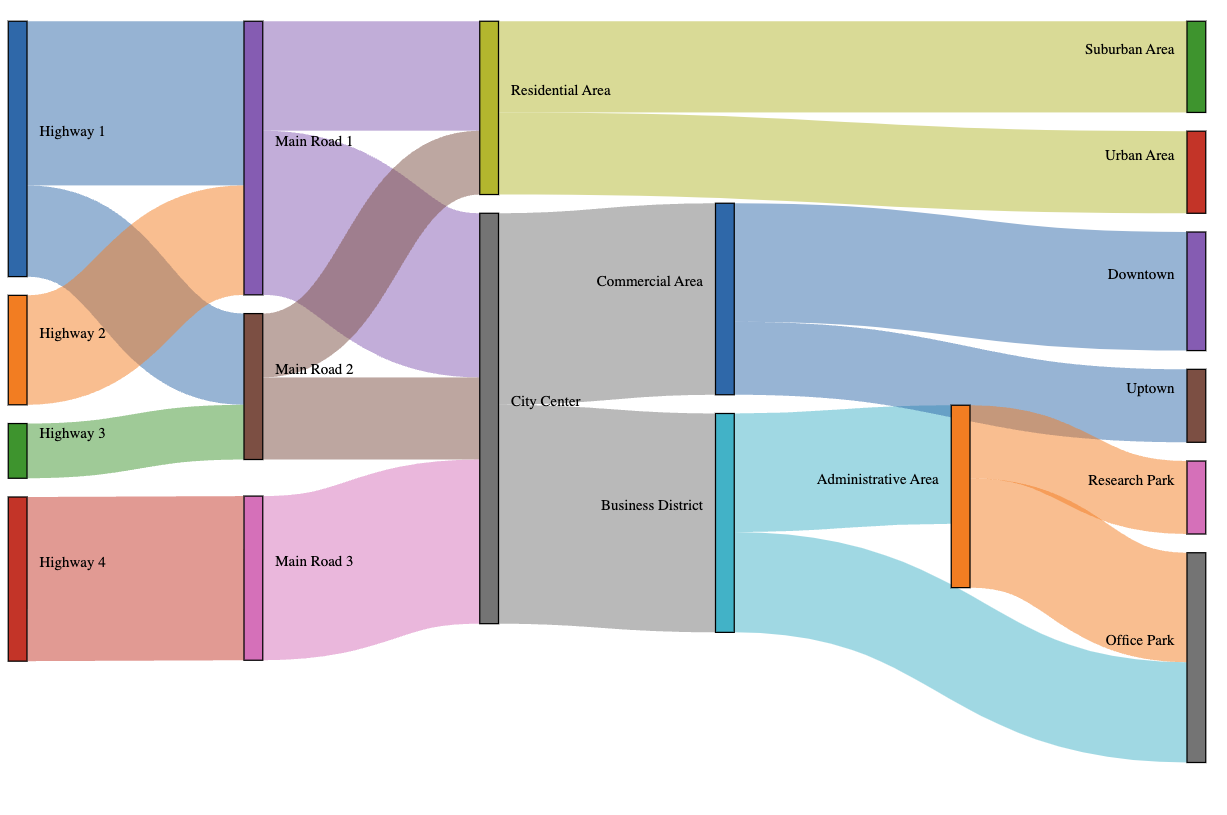 Highway 1
Highway 2
Highway 3
Highway 4
Main Road 1
Main Road 2
Main Road 3
Residential Area
City Center
Commercial Area
Business District
Administrative Area
Suburban Area
Urban Area
Downtown
Uptown
Research Park
Office Park